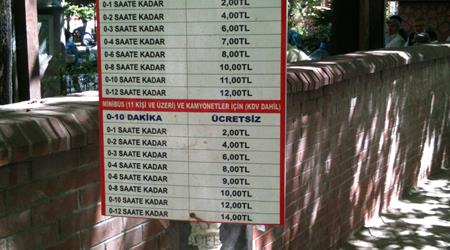 0-1 SAATE KADAR 2,00TL
0-2 SAATE KADAR 4,00TL
0-3 SAATE KADAR 6,00TL
0-4 SAATE KADAR 7,00TL
0-6 SAATE KADAR 8,00TL
0-8 SAATE KADAR 10,00TL
0-10 SAATE KADAR 11,00TL
0-12 SAATE KADAR 12,00TL
MİNİBÜS (11 KİŞİ VE ÜZERİ) VE KAMYONETLER İÇİN (KDV DAHİL)
0-10 DAKİKA ÜCRETSİZ
0-1 SAATE KADAR 2,00TL
0-2 SAATE KADAR 4,00TL
0-3 SAATE KADAR 6,00TL
0-4 SAATE KADAR 8,00TL
0-6 SAATE KADAR 9,00TL
0-8 SAATE KADAR 10,00TL
0-10 SAATE KADAR 12,00TL
0-12 SAATE KADAR 14,00TL